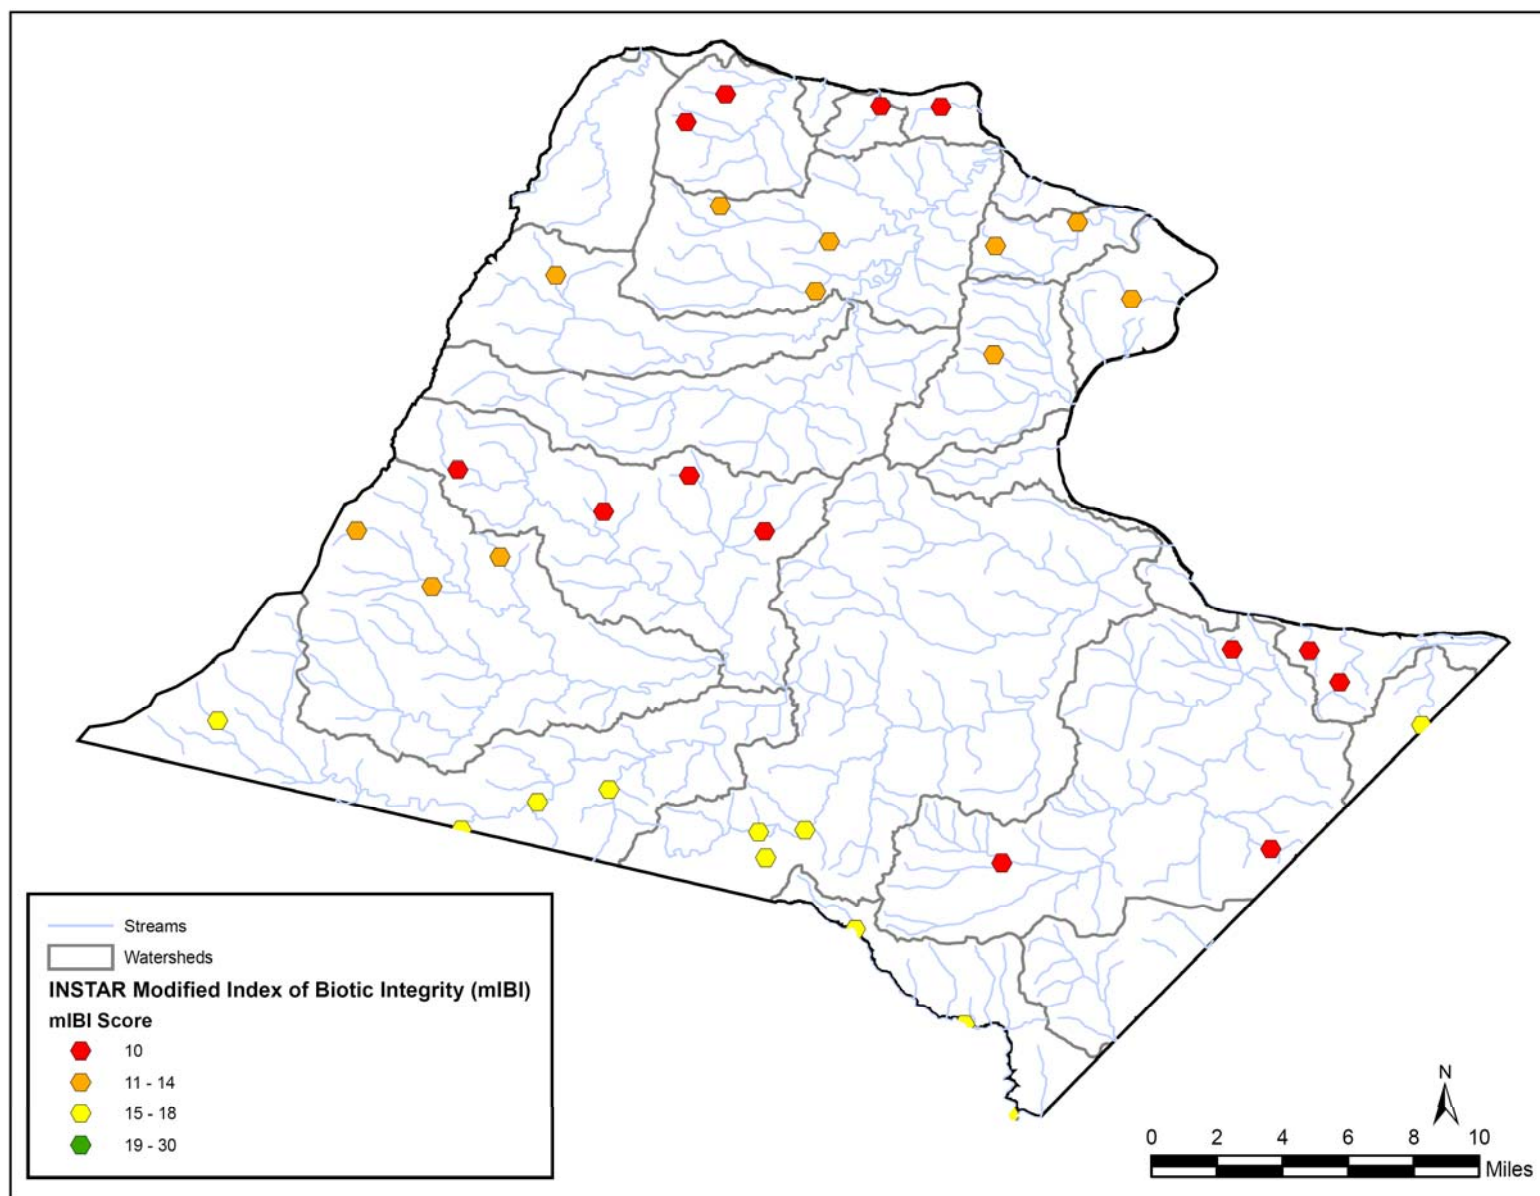 Streams
Watersheds
INSTAR Modified Index of Biotic Integrity (mIBI)
mIBI Score
10
11 - 14
15 - 18
19 - 30
N
0 2 4 6 8 10
Miles